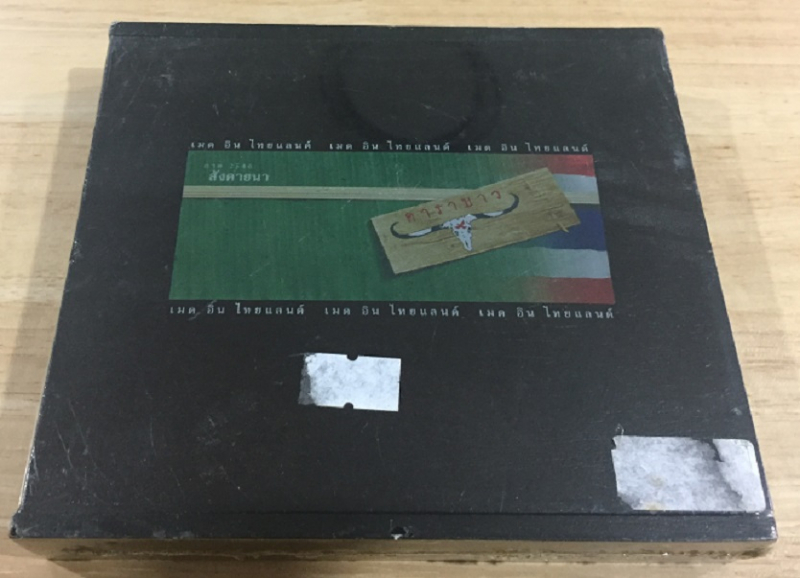 เมด อิน ไทยแลนด์ เมด อิน ไทยแลนด์ เมด อิน ไทยแลนด์
สังคายนา
คาราบาว
เมด อิน ไทยแลนด์ เมด อิน ไทยแลนด์ เมด อิน ไทยแลนด์